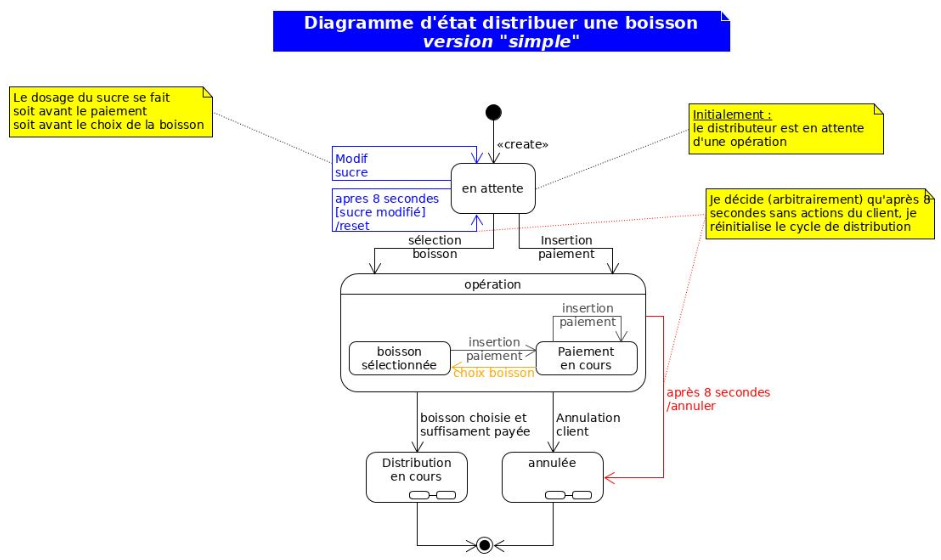 Diagramme d'état distribuer une boisson
version "simple"
Le dosage du sucre se fait
soit avant le paiement
soit avant le choix de la boisson
Initialement :
le distributeur est en attente
d'une opération
«create»
Modif
sucre
en attente
apres 8 secondes
[sucre modifié]
/reset
Je décide (arbitrairement) qu'après 8
secondes sans actions du client, je
réinitialise le cycle de distribution
sélection
boisson
Insertion
paiement
opération
insertion
paiement
boisson
sélectionnée
insertion
paiement
choix boisson
Paiement
en cours
après 8 secondes
/annuler
boisson choisie et
suffisament payée
Annulation
client
Distribution
en cours
annulée